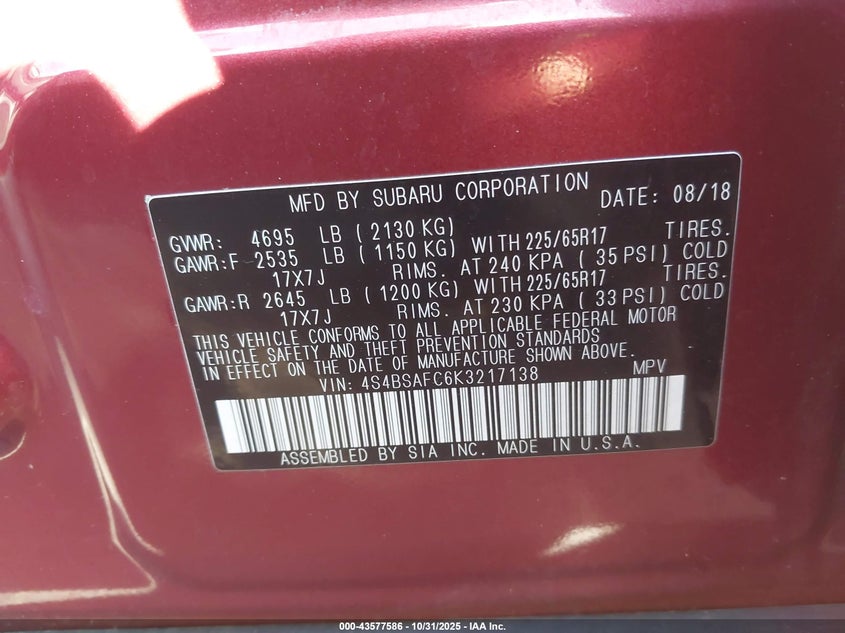 MFD BY SUBARU CORPORATION DATE: 08/18
GVWR: 4695 LB ( 2130 KG)
GAWR:F 2535 LB ( 1150 KG) WITH 225/65R17 TIRES.
17X7J RIMS. AT 240 KPA ( 35 PSI) COLD
GAWR:R 2645 LB ( 1200 KG) WITH 225/65R17 TIRES.
17X7J RIMS. AT 230 KPA ( 33 PSI) COLD
THIS VEHICLE CONFORMS TO ALL APPLICABLE FEDERAL MOTOR
VEHICLE SAFETY AND THEFT PREVENTION STANDARDS
IN EFFECT ON THE DATE OF MANUFACTURE SHOWN ABOVE.
VIN: 4S4BSAFC6K3217138 MPV
ASSEMBLED BY SIA INC. MADE IN U.S.A.
000-43577586 - 10/31/2025 - IAA Inc.